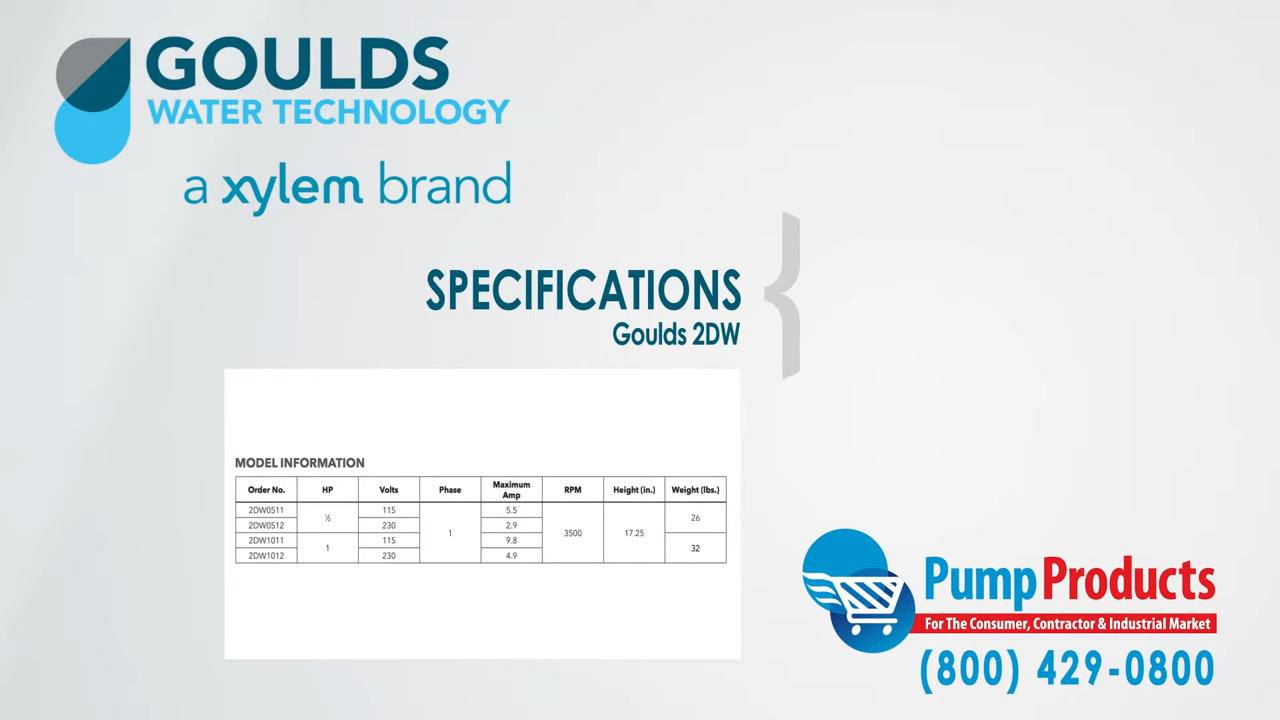 GOULDS
WATER TECHNOLOGY
a xylem brand
SPECIFICATIONS
Goulds 2DW
MODEL INFORMATION
Order No. HP Volts Phase Maximum Amp RPM Height (in.) Weight (lbs.)
2DW0511 ½ 115 1 5.5 3500 17.25 26
2DW0512 230 2.9
2DW1011 1 115 9.8 32
2DW1012 230 4.9
Pump Products
For The Consumer, Contractor & Industrial Market
(800) 429-0800